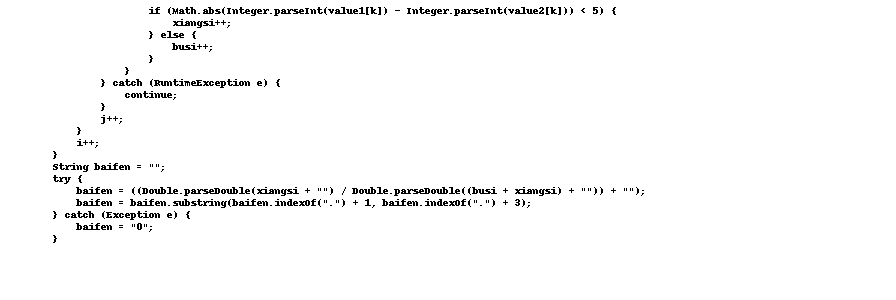 if (Math.abs(Integer.parseInt(value1[k]) - Integer.parseInt(value2[k])) < 5) {
xiangsi++;
} else {
busi++;
}
}
} catch (RuntimeException e) {
continue;
}
j++;
}
i++;
}
String baifen = "";
try {
baifen = ((Double.parseDouble(xiangsi + "") / Double.parseDouble((busi + xiangsi) + "")) + "");
baifen = baifen.substring(baifen.indexOf(".") + 1, baifen.indexOf(".") + 3);
} catch (Exception e) {
baifen = "0";
}